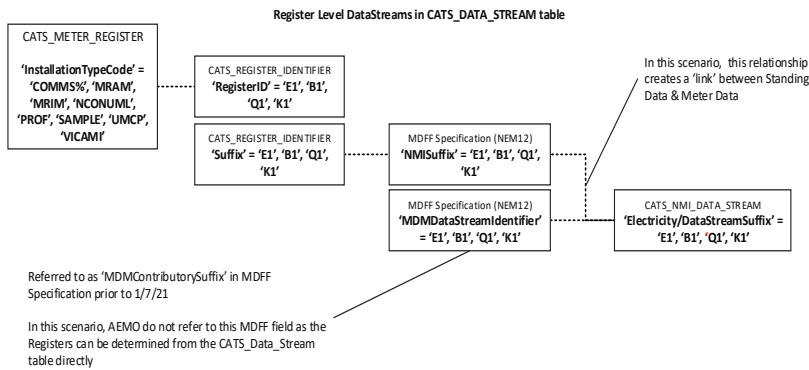 Register Level DataStreams in CATS_DATA_STREAM table
CATS_METER_REGISTER
‘InstallationTypeCode’ =
‘COMMS%’, ‘MRAM’,
‘MRIM’, ‘NCONUML’,
‘PROF’, ‘SAMPLE’, ‘UMCP’,
‘VICAMI’
CATS_REGISTER_IDENTIFIER
‘RegisterID’ = ‘E1’, ‘B1’,
‘Q1’, ‘K1’
CATS_REGISTER_IDENTIFIER
‘Suffix’ = ‘E1’, ‘B1’, ‘Q1’,
‘K1’
MDFF Specification (NEM12)
‘NMISuffix’ = ‘E1’, ‘B1’, ‘Q1’,
‘K1’
MDFF Specification (NEM12)
‘MDMDataStreamIdentifier’
= ‘E1’, ‘B1’, ‘Q1’, ‘K1’
In this scenario, this relationship
creates a ‘link’ between Standing
Data & Meter Data
CATS_NMI_DATA_STREAM
‘Electricity/DataStreamSuffix’ =
‘E1’, ‘B1’, ‘Q1’, ‘K1’
Referred to as ‘MDMContributorySuffix’ in MDFF
Specification prior to 1/7/21
In this scenario, AEMO do not refer to this MDFF field as the
Registers can be determined from the CATS_Data_Stream
table directly